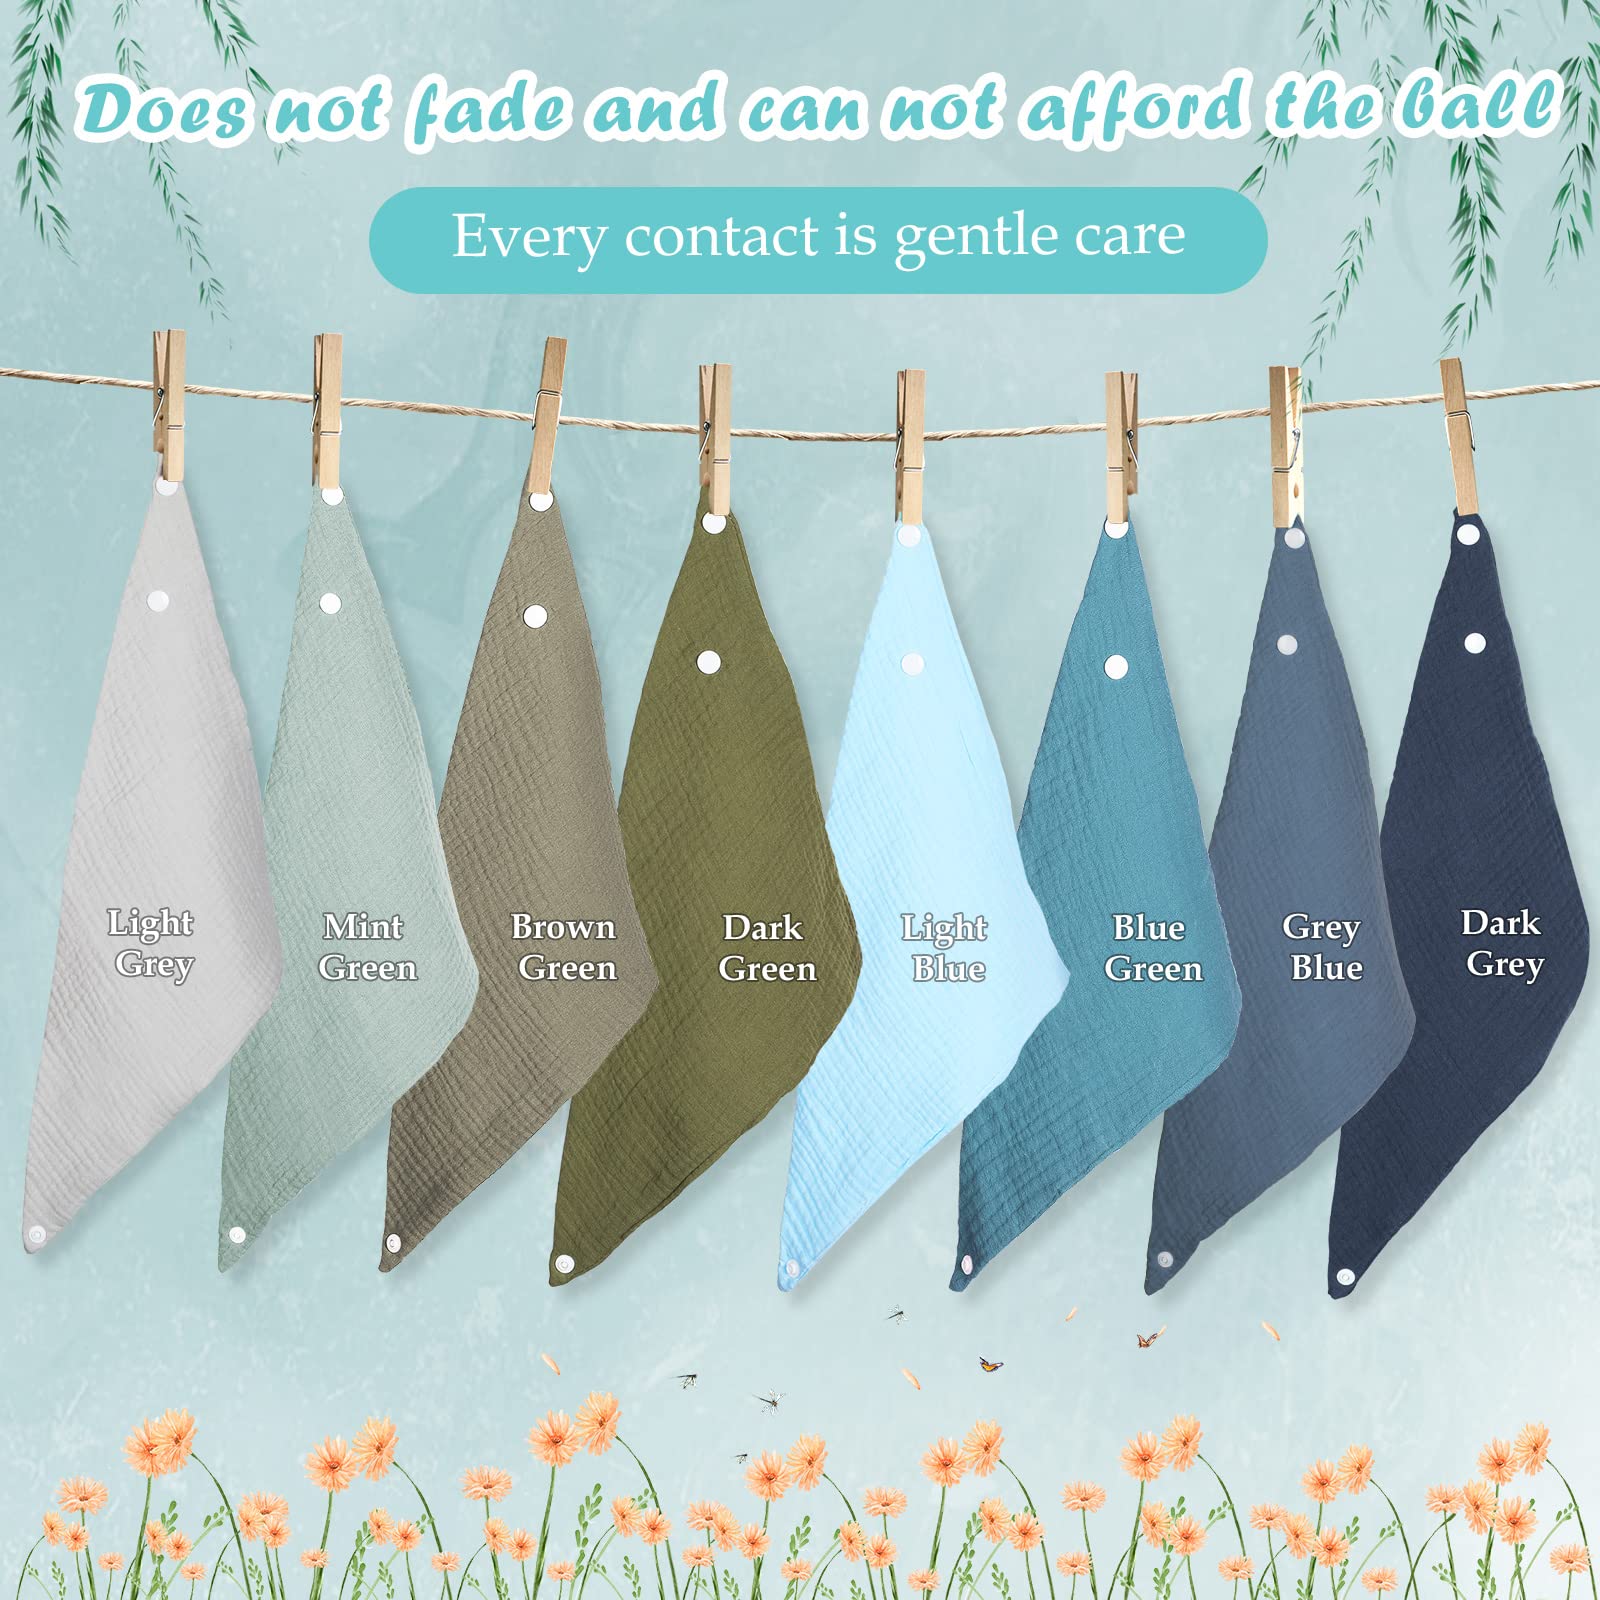 Does not fade and can not afford the ball
Every contact is gentle care
Light
Grey
Mint
Green
Brown
Green
Dark
Green
Light
Blue
Blue
Green
Grey
Blue
Dark
Grey